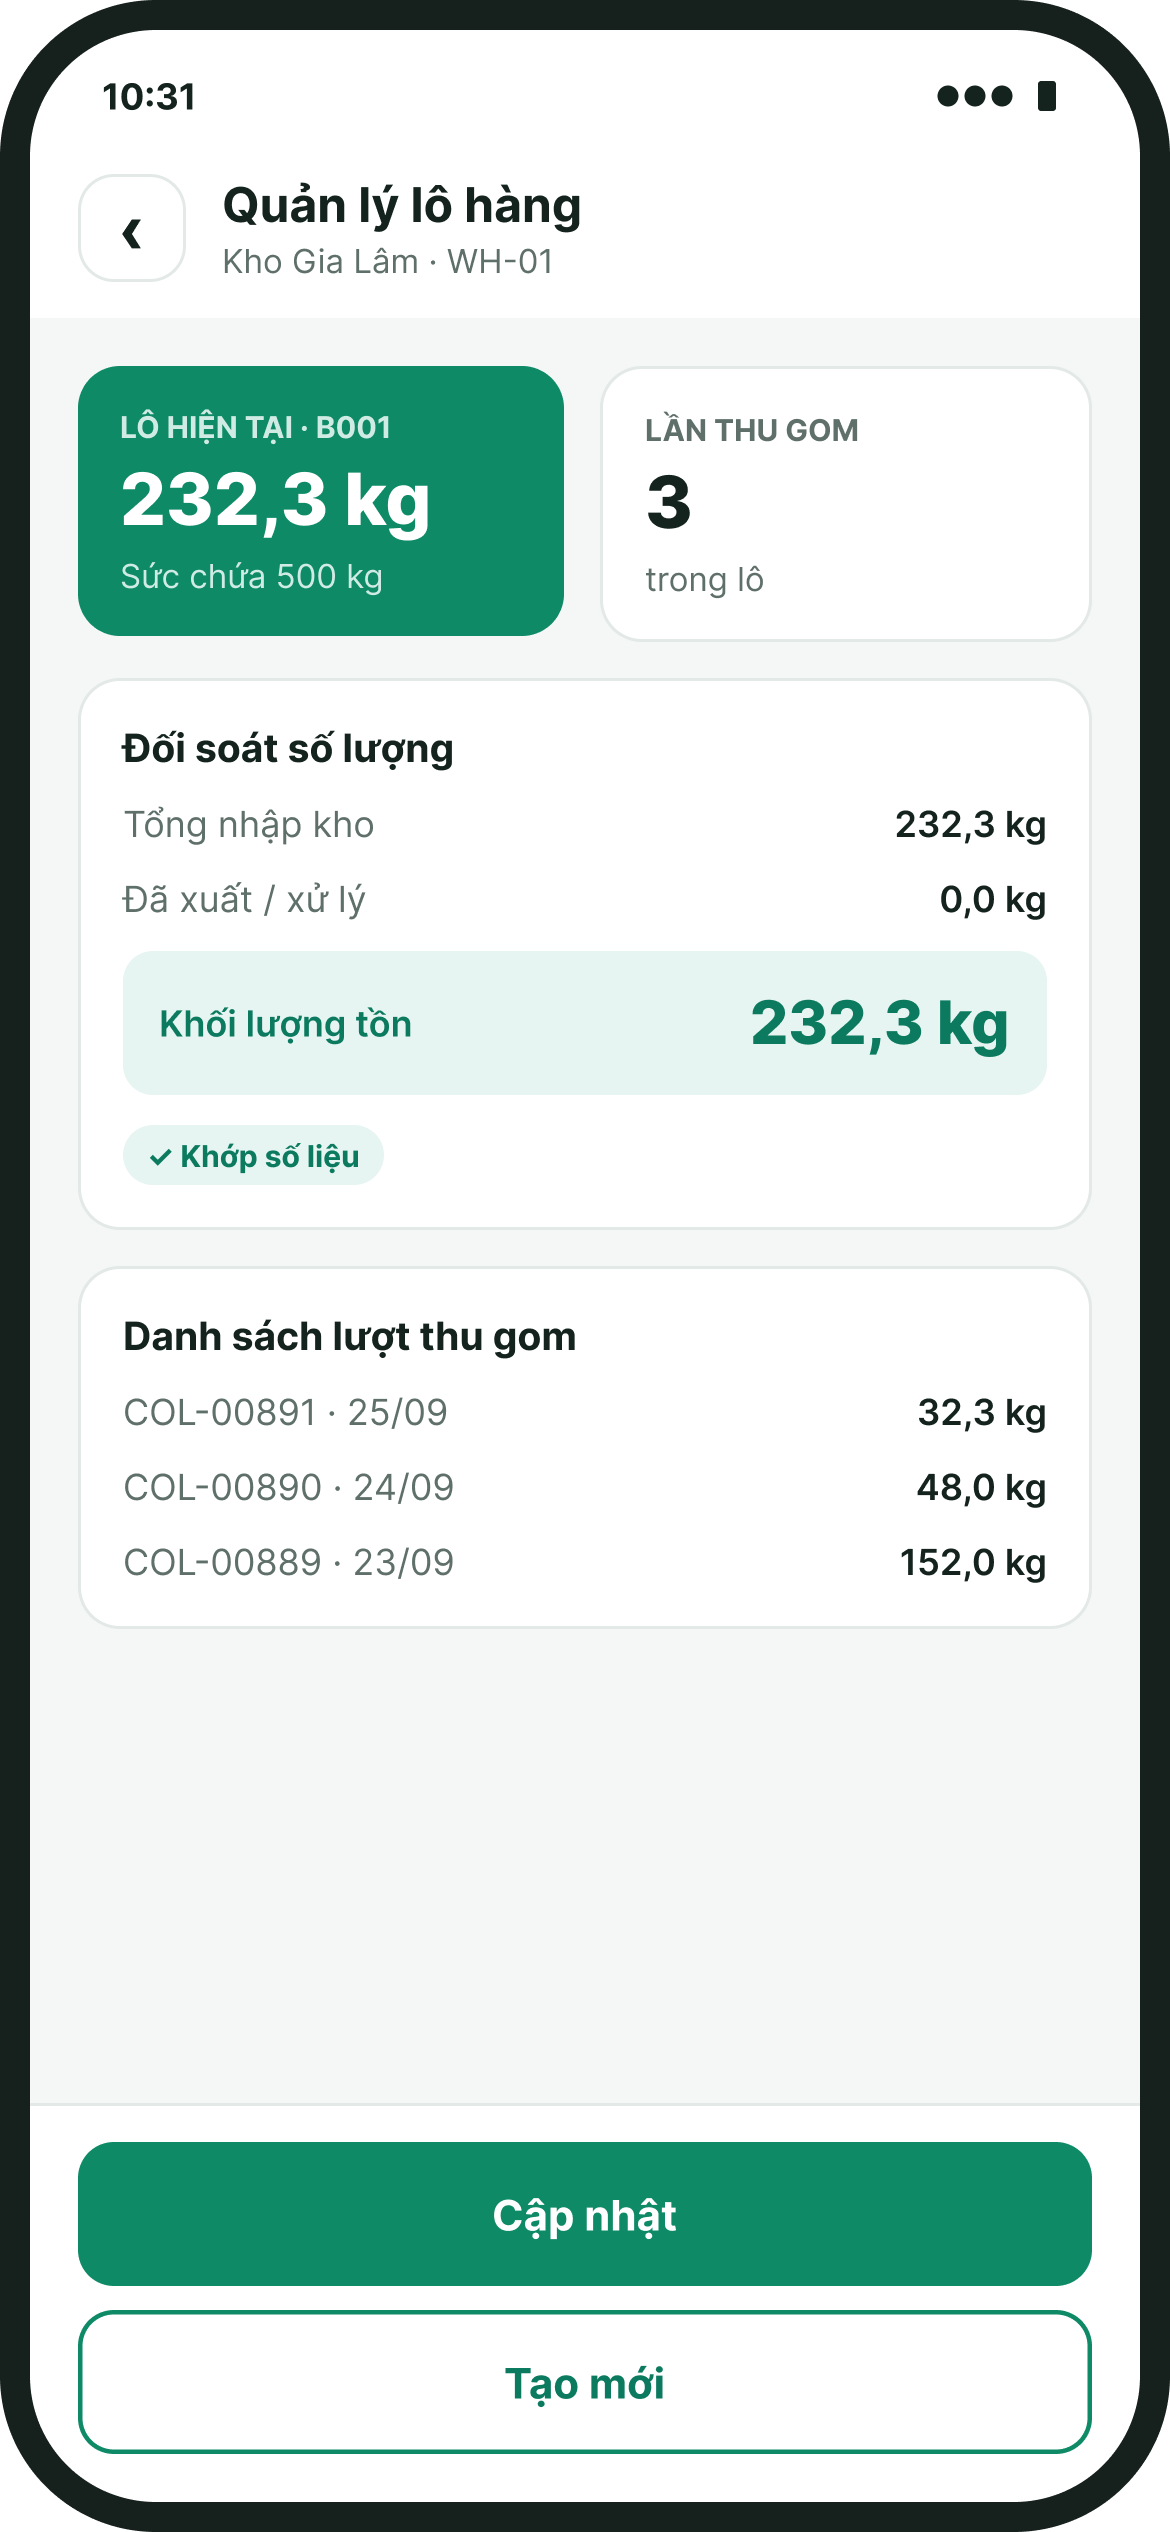 10:31
Quản lý lô hàng
Kho Gia Lâm · WH-01
LÔ HIỆN TẠI · B001
232,3 kg
Sức chứa 500 kg
LẦN THU GOM
3
trong lô
Đối soát số lượng
Tổng nhập kho 232,3 kg
Đã xuất / xử lý 0,0 kg
Khối lượng tồn 232,3 kg
✓ Khớp số liệu
Danh sách lượt thu gom
COL-00891 · 25/09 32,3 kg
COL-00890 · 24/09 48,0 kg
COL-00889 · 23/09 152,0 kg
Cập nhật
Tạo mới